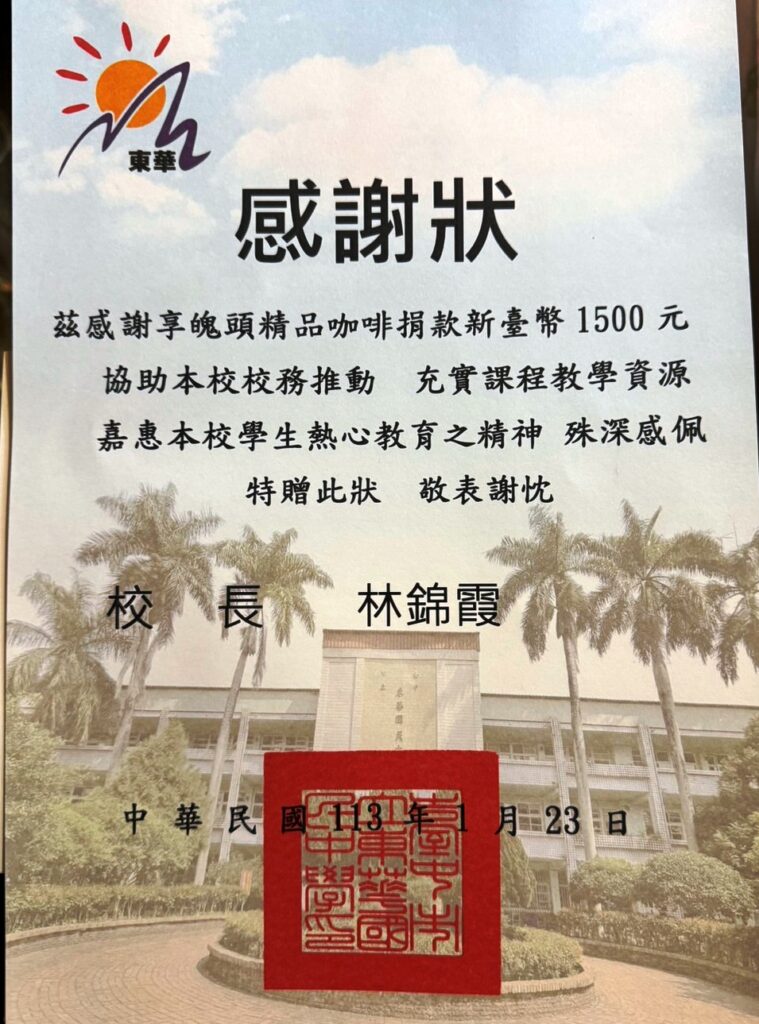 東華
感謝狀
茲感謝享魄頭精品咖啡捐款新臺幣 1500 元
協助本校校務推動 充實課程教學資源
嘉惠本校學生熱心教育之精神 殊深感佩
特贈此狀 敬表謝忱
校 長 林錦霞
中華民國 113 年 1 月 23 日